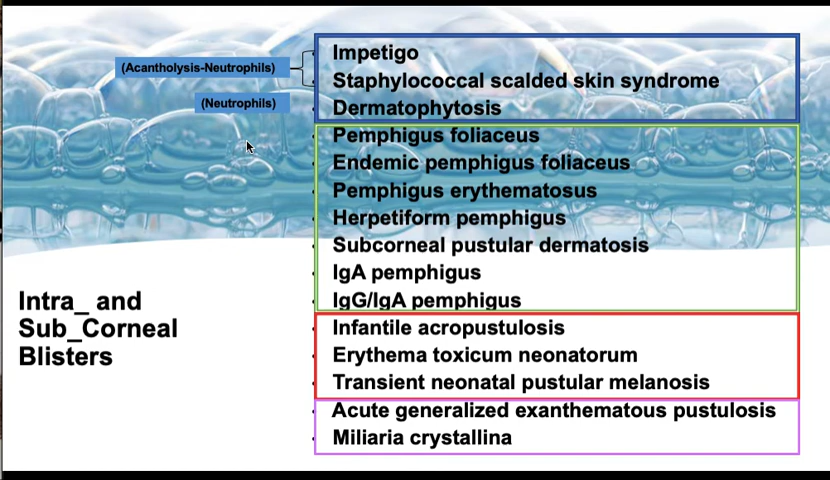 (Acantholysis-Neutrophils)
(Neutrophils)
Impetigo
Staphylococcal scalded skin syndrome
Dermatophytosis
Pemphigus foliaceus
Endemic pemphigus foliaceus
Pemphigus erythematosus
Herpetiform pemphigus
Subcorneal pustular dermatosis
IgA pemphigus
IgG/IgA pemphigus
Infantile acropustulosis
Erythema toxicum neonatorum
Transient neonatal pustular melanosis
Acute generalized exanthematous pustulosis
Miliaria crystallina
Intra_ and
Sub_Corneal
Blisters